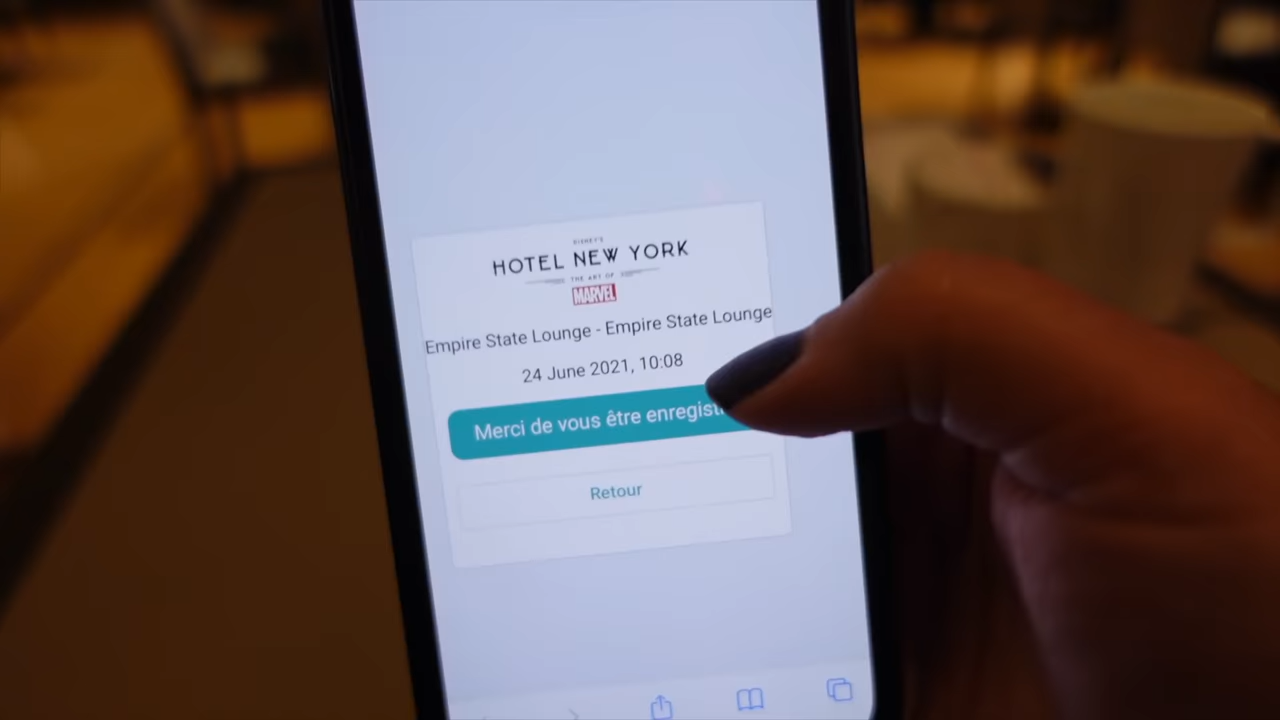 DISNEY'S
HOTEL NEW YORK
THE ART OF
MARVEL
Empire State Lounge - Empire State Lounge
24 June 2021, 10:08
Merci de vous être enregist
Retour